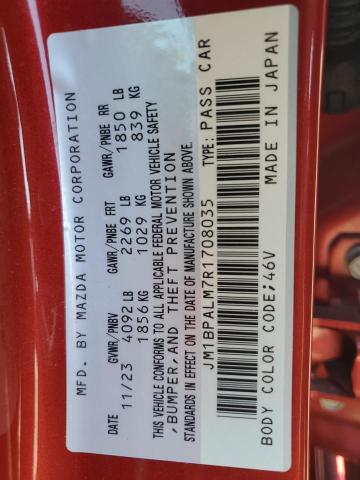 MFD. BY MAZDA MOTOR CORPORATION
DATE GVWR/PNBV GAWR/PNBE FRT GAWR/PNBE RR
11/23 4092 LB 2269 LB 1850 LB
1856 KG 1029 KG 839 KG
THIS VEHICLE CONFORMS TO ALL APPLICABLE FEDERAL MOTOR VEHICLE SAFETY
,BUMPER,AND THEFT PREVENTION
STANDARDS IN EFFECT ON THE DATE OF MANUFACTURE SHOWN ABOVE.
JM1BPALM7R1708035 TYPE: PASS CAR
BODY COLOR CODE;46V MADE IN JAPAN